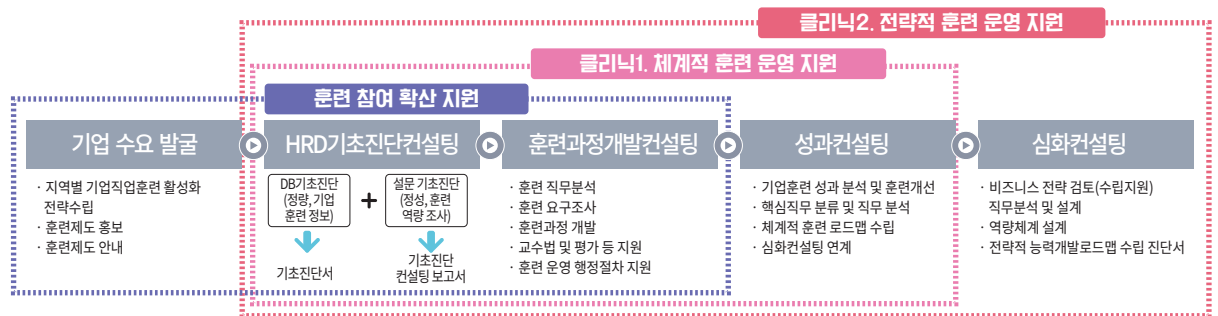 클리닉2. 전략적 훈련 운영 지원
클리닉1. 체계적 훈련 운영 지원
훈련 참여 확산 지원
기업 수요 발굴
· 지역별 기업직업훈련 활성화
전략수립
· 훈련제도 홍보
· 훈련제도 안내
HRD기초진단컨설팅
DB기초진단
(정량, 기업
훈련 정보)
+
설문 기초진단
(정성, 훈련
역량 조사)
기초진단서
기초진단
컨설팅 보고서
훈련과정개발컨설팅
· 훈련 직무분석
· 훈련 요구조사
· 훈련과정 개발
· 교수법 및 평가 등 지원
· 훈련 운영 행정절차 지원
성과컨설팅
· 기업훈련 성과 분석 및 훈련개선
· 핵심직무 분류 및 직무 분석
· 체계적 훈련 로드맵 수립
· 심화컨설팅 연계
심화컨설팅
· 비즈니스 전략 검토(수립지원)
직무분석 및 설계
· 역량체계 설계
· 전략적 능력개발로드맵 수립 진단서